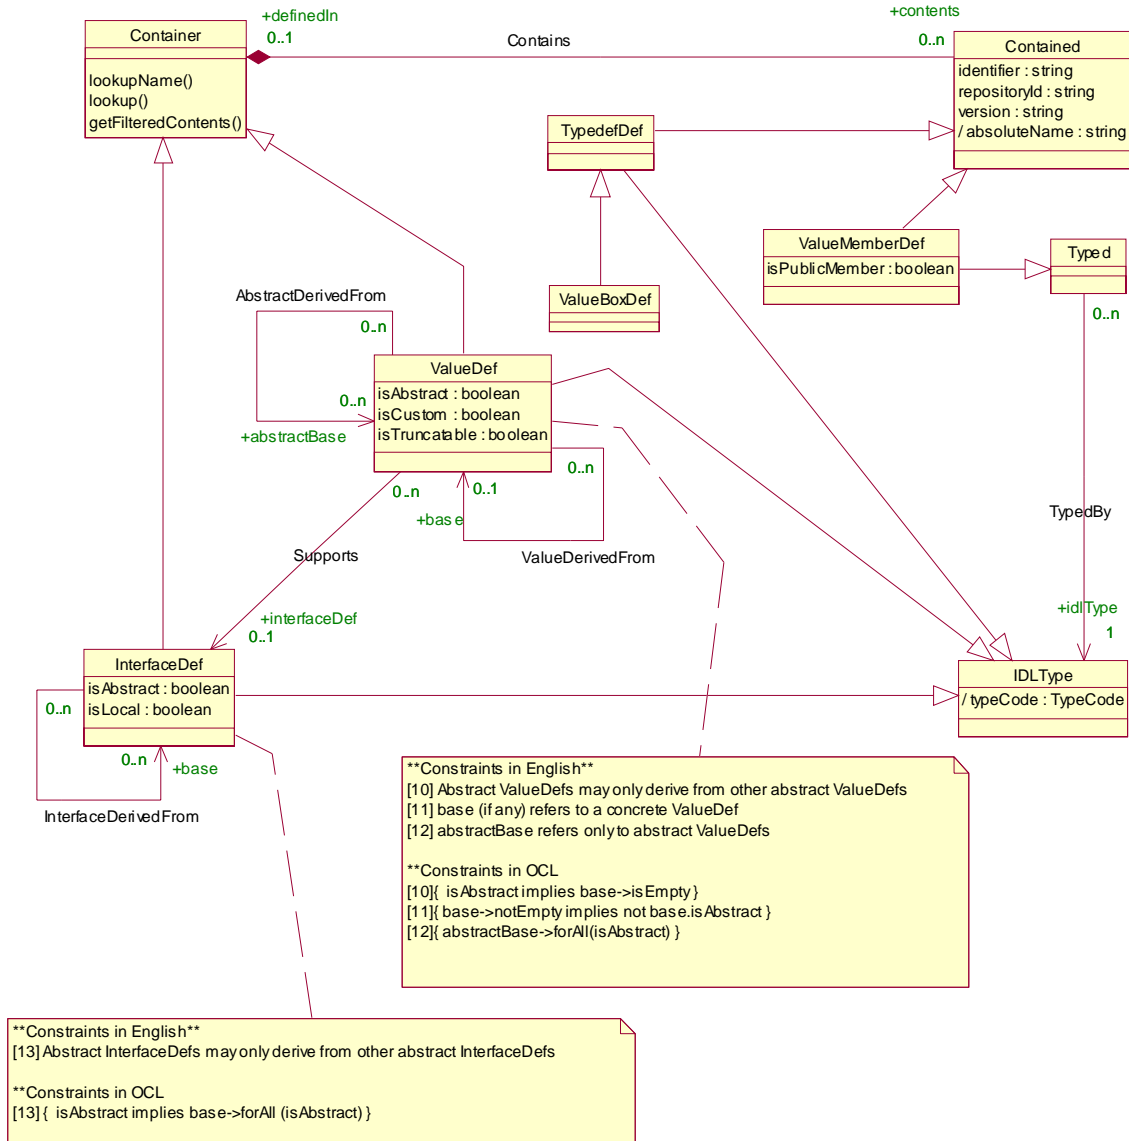 +definedIn
0..1
Contains
+contents
0..n
Container
lookupName()
lookup()
getFilteredContents()
Contained
identifier : string
repositoryId : string
version : string
/ absoluteName : string
TypedefDef
ValueMemberDef
isPublicMember : boolean
Typed
0..n
ValueBoxDef
AbstractDerivedFrom
0..n
0..n
+abstractBase
ValueDef
isAbstract : boolean
isCustom : boolean
isTruncatable : boolean
0..n
0..n
0..1
+base
ValueDerivedFrom
Supports
+interfaceDef
0..1
TypedBy
+idlType
1
InterfaceDef
isAbstract : boolean
isLocal : boolean
0..n
0..n
+base
InterfaceDerivedFrom
IDLType
/ typeCode : TypeCode
**Constraints in English**
[10] Abstract ValueDefs may only derive from other abstract ValueDefs
[11] base (if any) refers to a concrete ValueDef
[12] abstractBase refers only to abstract ValueDefs
**Constraints in OCL
[10]{ isAbstract implies base->isEmpty }
[11]{ base->notEmpty implies not base.isAbstract }
[12]{ abstractBase->forAll(isAbstract) }
**Constraints in English**
[13] Abstract InterfaceDefs may only derive from other abstract InterfaceDefs
**Constraints in OCL
[13] { isAbstract implies base->forAll (isAbstract) }